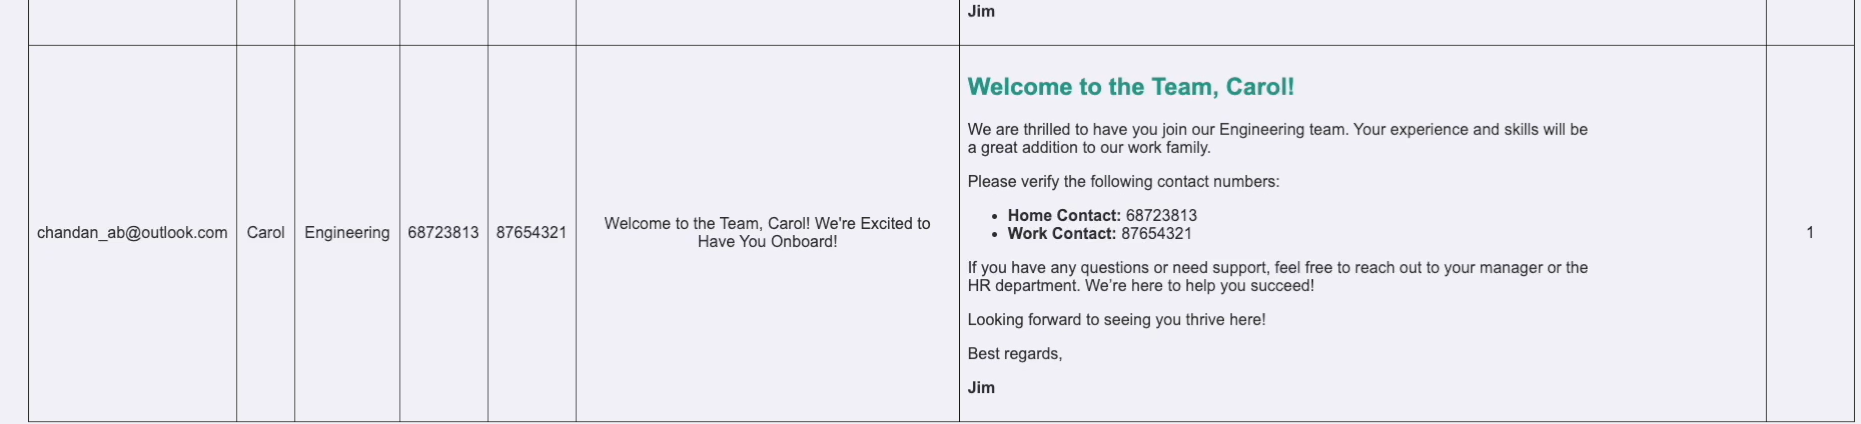 Jim
chandan_ab@outlook.com
Carol
Engineering
68723813
87654321
Welcome to the Team, Carol! We're Excited to
Have You Onboard!
Welcome to the Team, Carol!
We are thrilled to have you join our Engineering team. Your experience and skills will be
a great addition to our work family.
Please verify the following contact numbers:
• Home Contact: 68723813
• Work Contact: 87654321
If you have any questions or need support, feel free to reach out to your manager or the
HR department. We’re here to help you succeed!
Looking forward to seeing you thrive here!
Best regards,
Jim
1